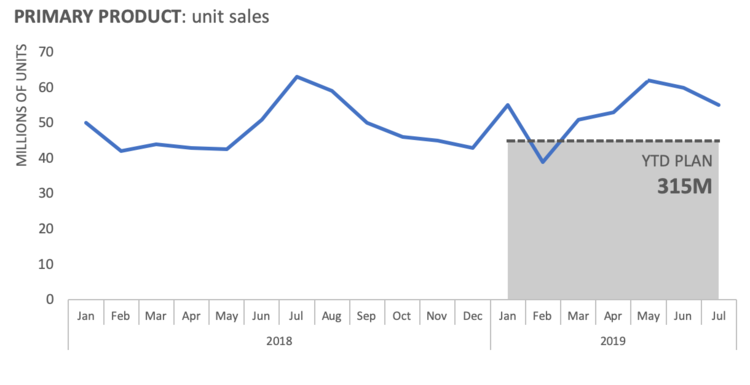 PRIMARY PRODUCT: unit sales
MILLIONS OF UNITS
70
60
50
40
30
20
10
0
YTD PLAN
315M
Jan Feb Mar Apr May Jun Jul Aug Sep Oct Nov Dec Jan Feb Mar Apr May Jun Jul
2018 2019